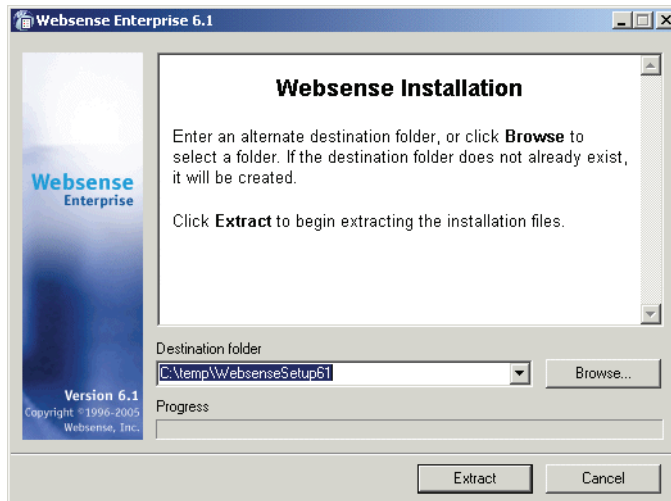 Websense Enterprise 6.1
Websense Installation
Enter an alternate destination folder, or click Browse to
select a folder. If the destination folder does not already exist,
it will be created.
Click Extract to begin extracting the installation files.
Websense
Enterprise
Version 6.1
Copyright ©1996-2005
Websense, Inc.
Destination folder
C:\temp\WebsenseSetup61
Browse...
Progress
Extract
Cancel